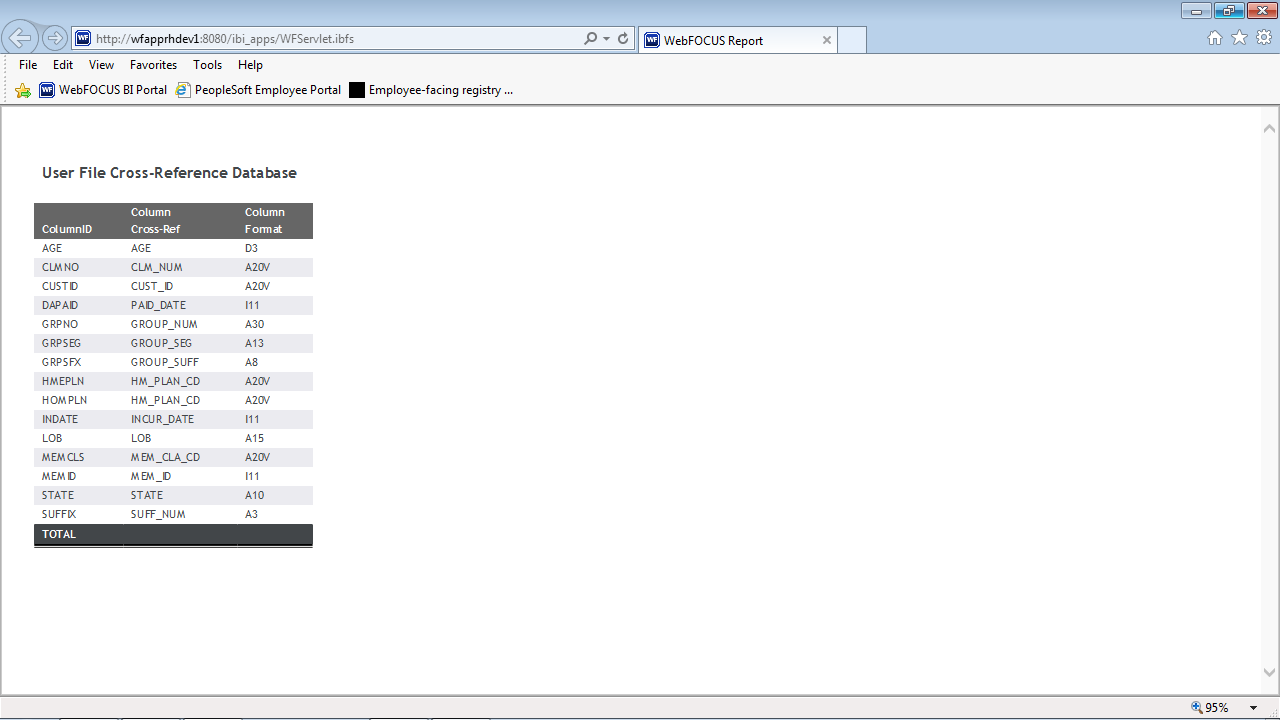 WF http://wfapprhdev1:8080/ibi_apps/WFServlet.ibfs WF WebFOCUS Report
File Edit View Favorites Tools Help
WF WebFOCUS BI Portal PeopleSoft Employee Portal Employee-facing registry ...
User File Cross-Reference Database
Column Column
ColumnID Cross-Ref Format
AGE AGE D3
CLMNO CLM_NUM A20V
CUSTID CUST_ID A20V
DAPAID PAID_DATE I11
GRPNO GROUP_NUM A30
GRPSEG GROUP_SEG A13
GRPSFX GROUP_SUFF A8
HMEPLN HM_PLAN_CD A20V
HOMPLN HM_PLAN_CD A20V
INDATE INCUR_DATE I11
LOB LOB A15
MEMCLS MEM_CLA_CD A20V
MEMID MEM_ID I11
STATE STATE A10
SUFFIX SUFF_NUM A3
TOTAL
95%